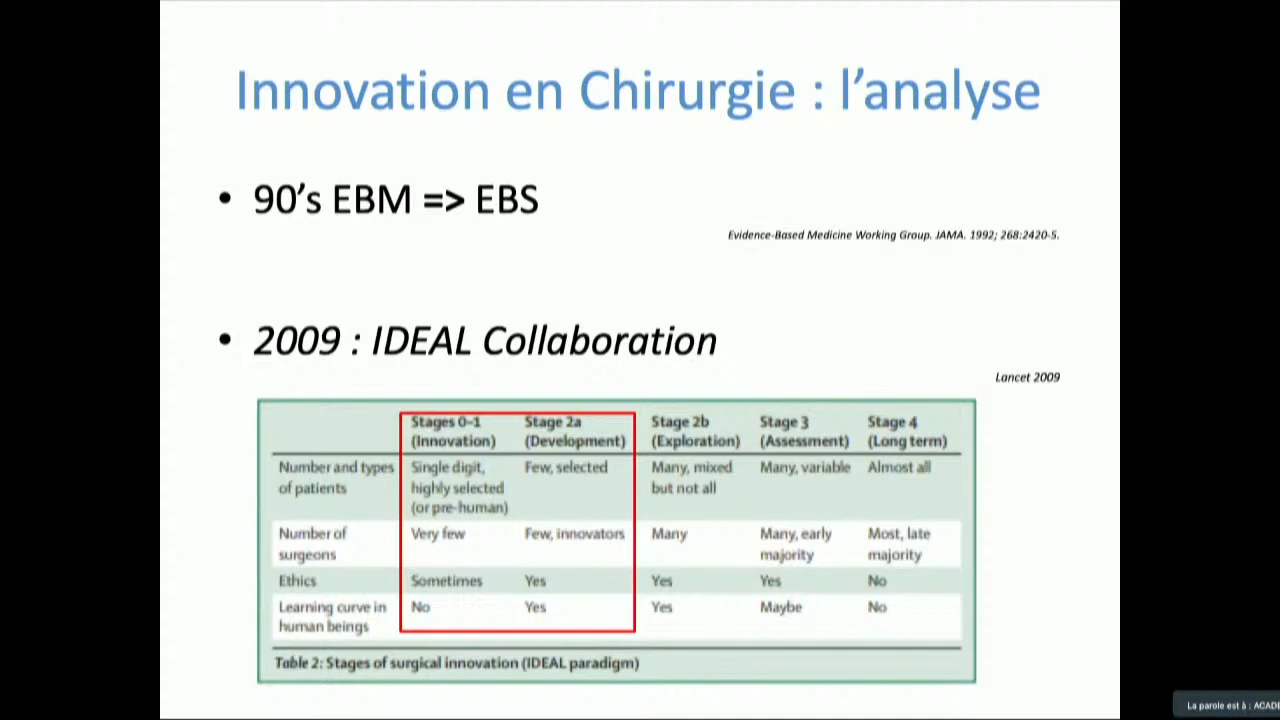 Innovation en Chirurgie : l'analyse
• 90's EBM => EBS
Evidence-Based Medicine Working Group. JAMA. 1992; 268:2420-5.
• 2009 : IDEAL Collaboration
Lancet 2009
Stages 0–1 Stage 2a Stage 2b Stage 3 Stage 4
(Innovation) (Development) (Exploration) (Assessment) (Long term)
Number and types Single digit, Few, selected Many, mixed Many, variable Almost all
of patients highly selected but not all
(or pre-human)
Number of Very few Few, innovators Many Many, early Most, late
surgeons majority majority
Ethics Sometimes Yes Yes Yes No
Learning curve in No Yes Yes Maybe No
human beings
Table 2: Stages of surgical innovation (IDEAL paradigm)
La parole est à : ACADE